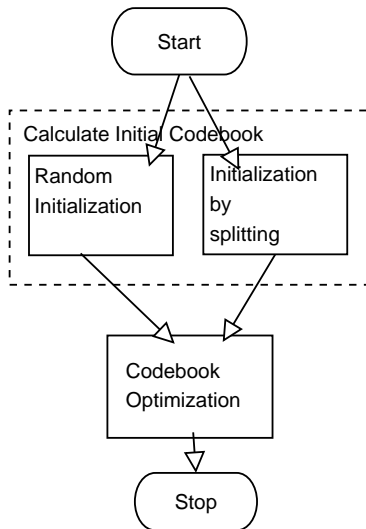 Start
Calculate Initial Codebook
Random
Initialization
Initialization
by
splitting
Codebook
Optimization
Stop